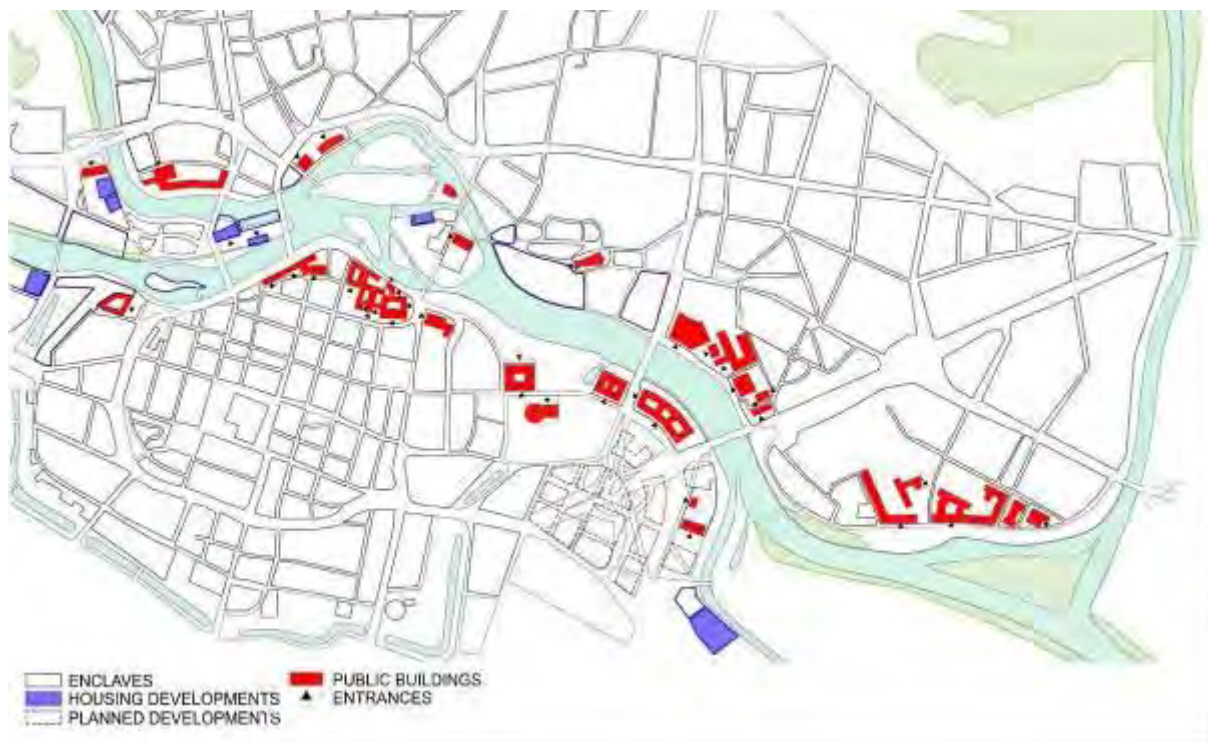 ENCLAVES
HOUSING DEVELOPMENTS
PLANNED DEVELOPMENTS
PUBLIC BUILDINGS
ENTRANCES